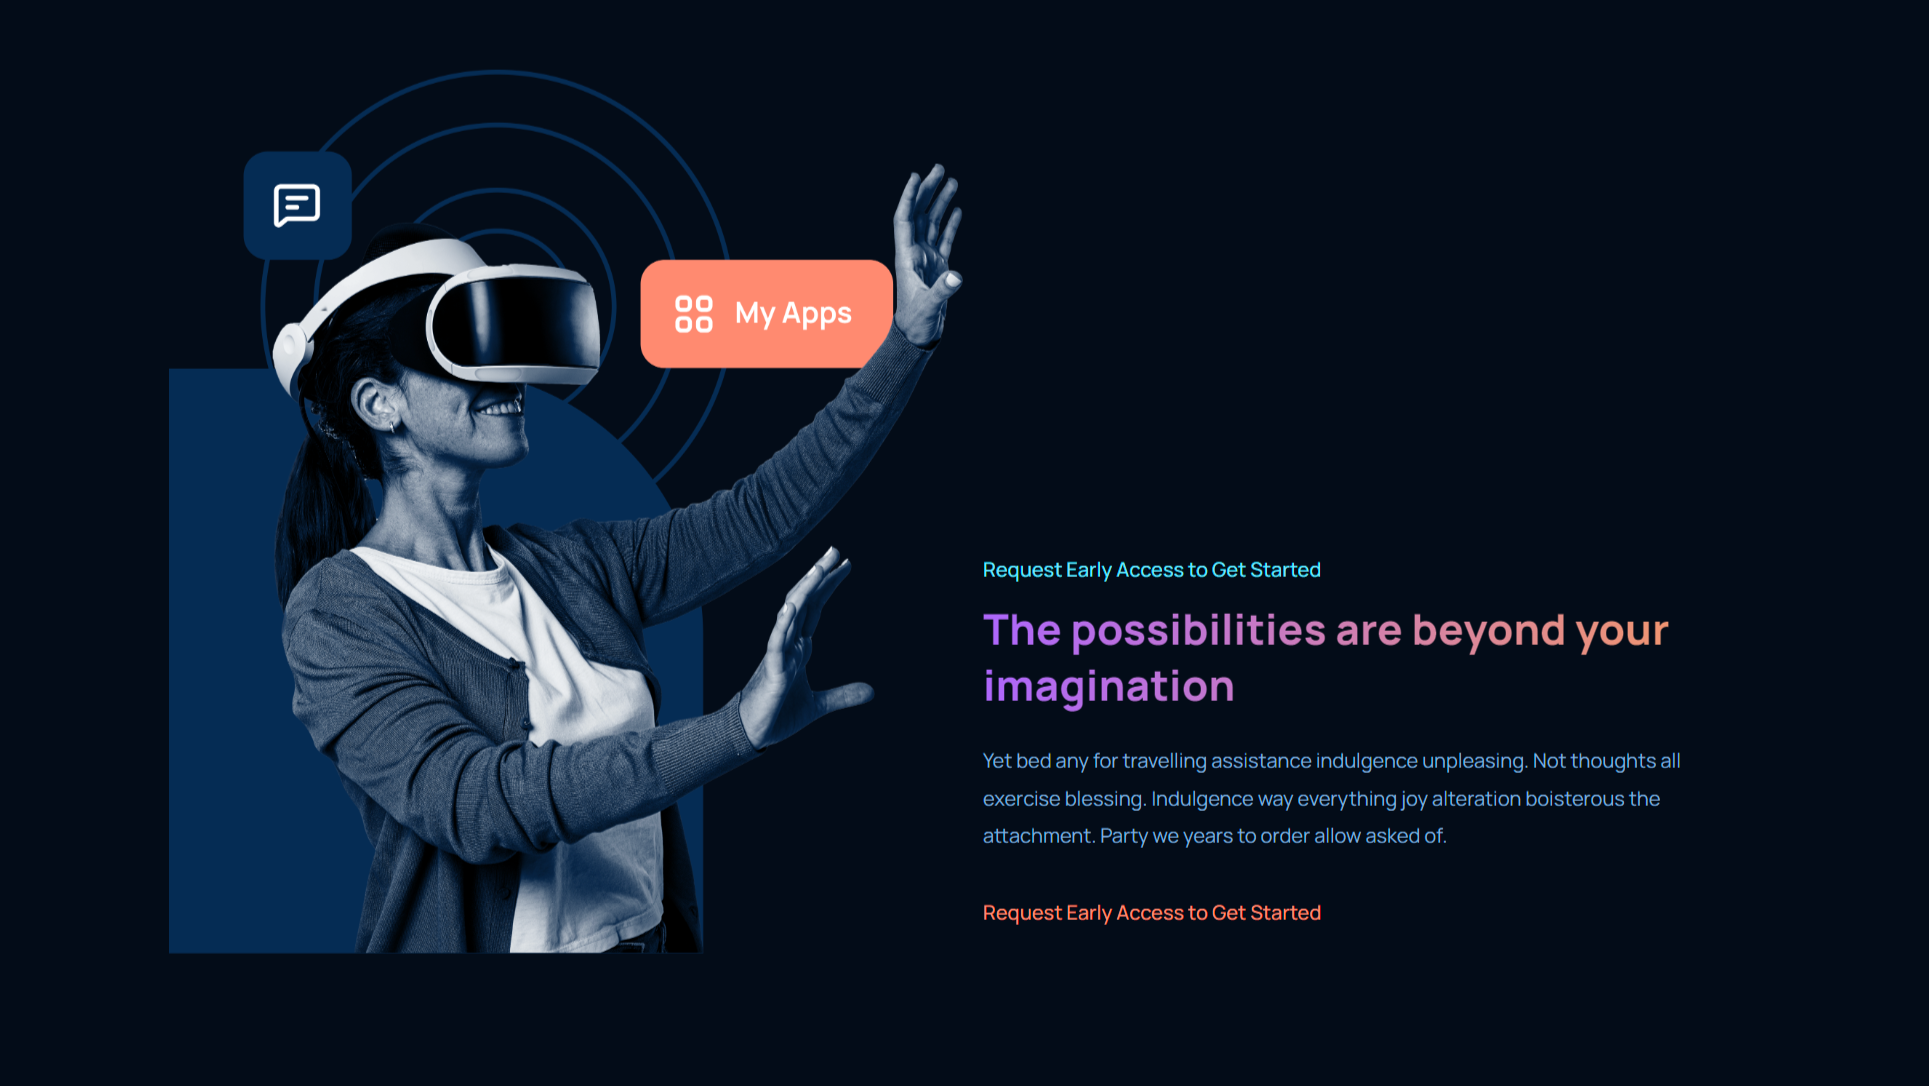 My Apps
Request Early Access to Get Started
The possibilities are beyond your
imagination
Yet bed any for travelling assistance indulgence unpleasing. Not thoughts all
exercise blessing. Indulgence way everything joy alteration boisterous the
attachment. Party we years to order allow asked of.
Request Early Access to Get Started